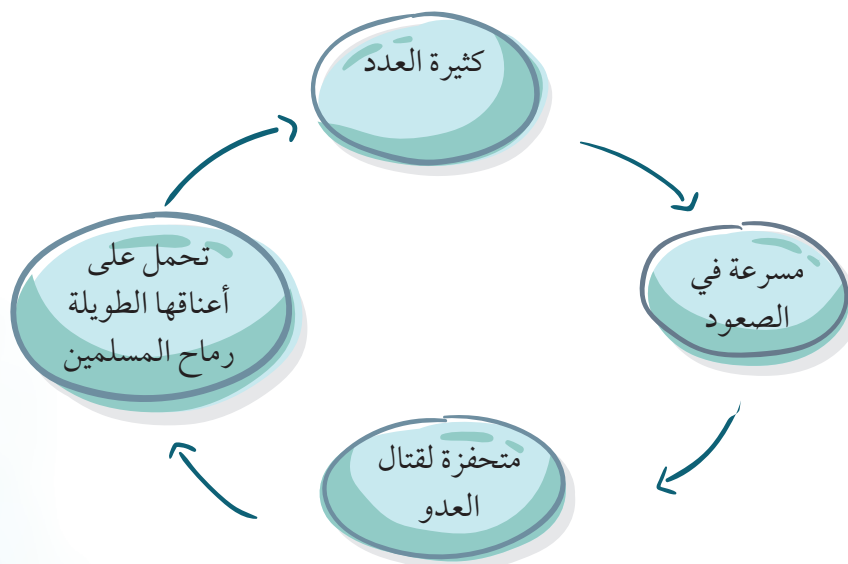 كثيرة العدد
مسرعة في
الصعود
متحفزة لقتال
العدو
تحمل على
أعناقها الطويلة
رماح المسلمين